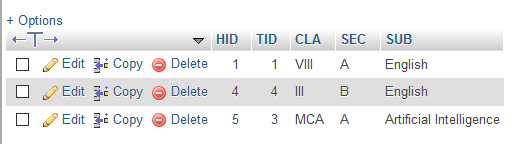 + Options
←T→ HID TID CLA SEC SUB
Edit Copy Delete 1 1 VIII A English
Edit Copy Delete 4 4 III B English
Edit Copy Delete 5 3 MCA A Artificial Intelligence